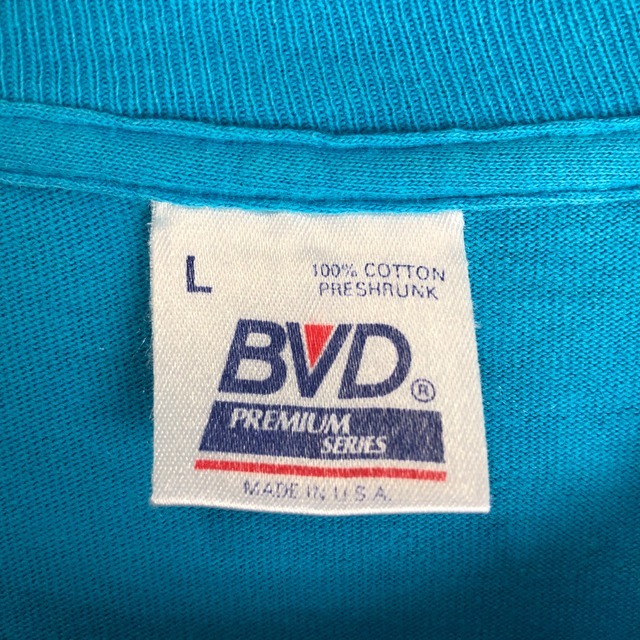 L
100% COTTON
PRESHRUNK
BVD®
PREMIUM
SERIES
MADE IN U.S.A.